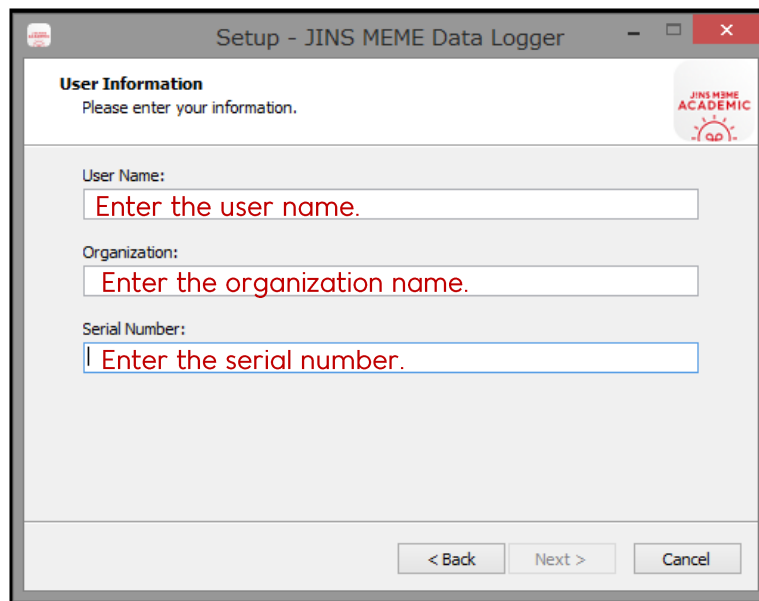 Setup - JINS MEME Data Logger
User Information
Please enter your information.
JINS MEME
ACADEMIC
User Name:
Enter the user name.
Organization:
Enter the organization name.
Serial Number:
Enter the serial number.
< Back
Next >
Cancel